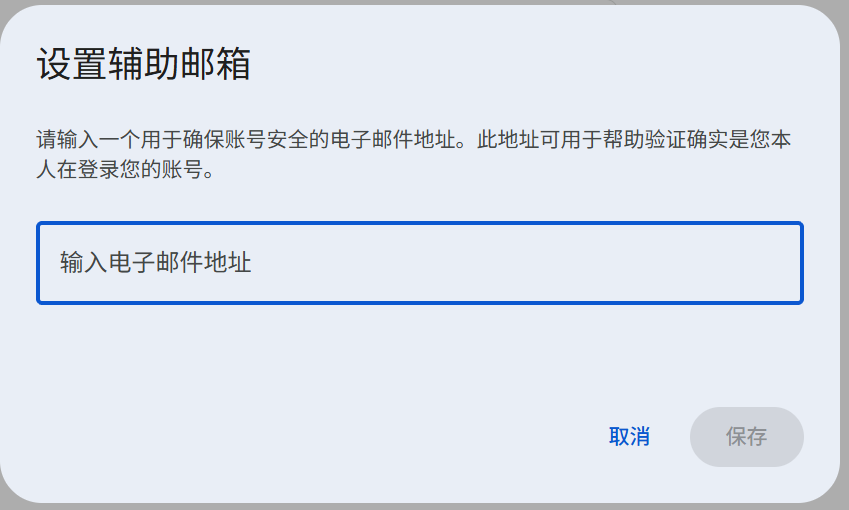 设置辅助邮箱
请输入一个用于确保账号安全的电子邮件地址。此地址可用于帮助验证确实是您本
人在登录您的账号。
输入电子邮件地址
取消
保存